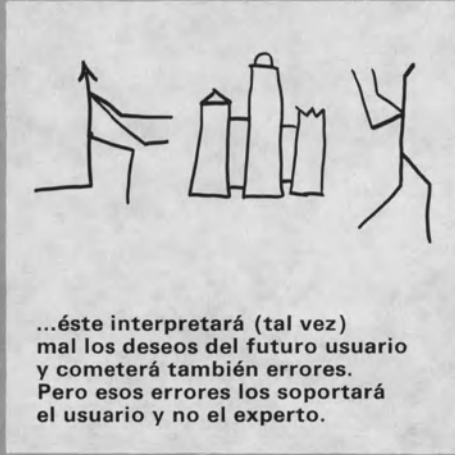 ...éste interpretará (tal vez)
mal los deseos del futuro usuario
y cometerá también errores.
Pero esos errores los soportará
el usuario y no el experto.